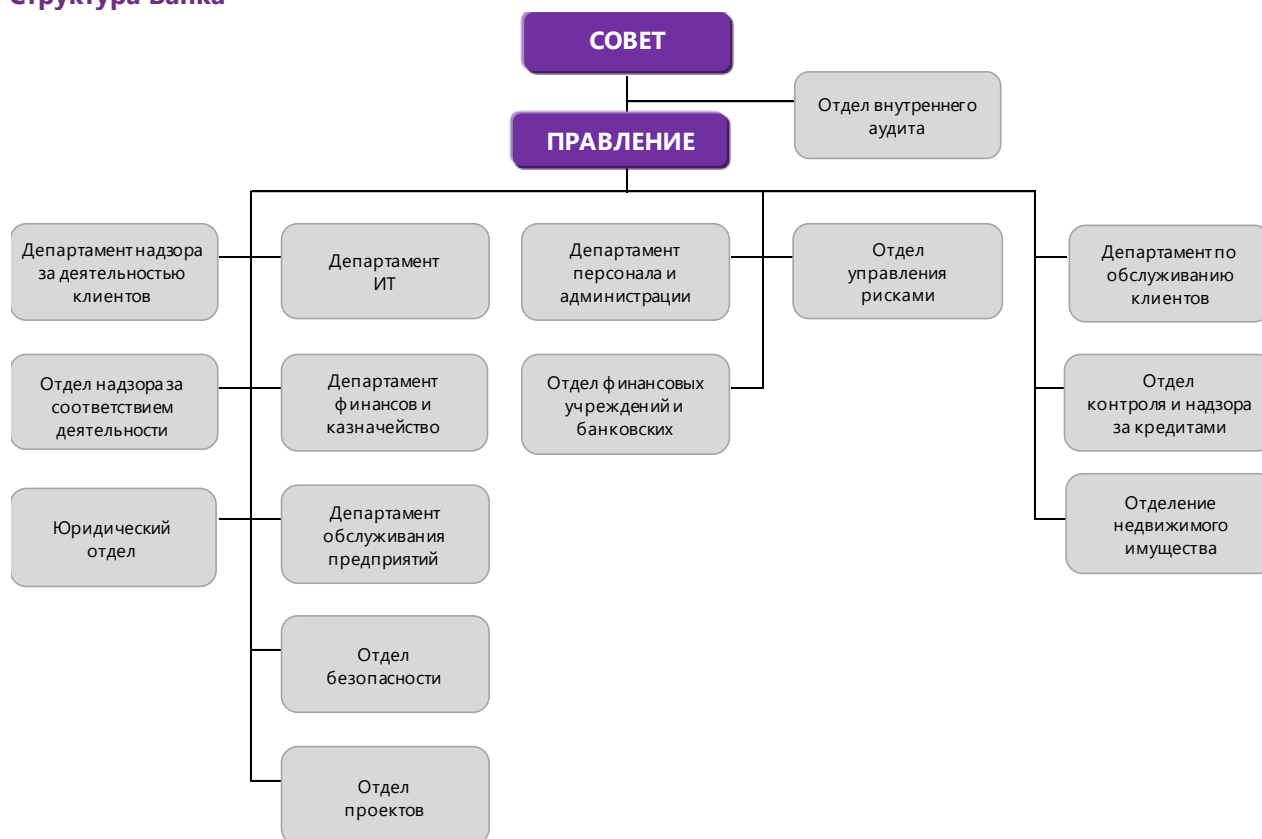 Структура Банка
СОВЕТ
Отдел внутреннего
аудита
ПРАВЛЕНИЕ
Департамент надзора
за деятельностью
клиентов
Департамент
ИТ
Департамент
персонала и
администрации
Отдел
управления
рисками
Департамент по
обслуживанию
клиентов
Отдел надзора за
соответствием
деятельности
Департамент
финансов и
казначейство
Отдел финансовых
учреждений и
банковских
Отдел
контроля и надзора
за кредитами
Юридический
отдел
Департамент
обслуживания
предприятий
Отделение
недвижимого
имущества
Отдел
безопасности
Отдел
проектов